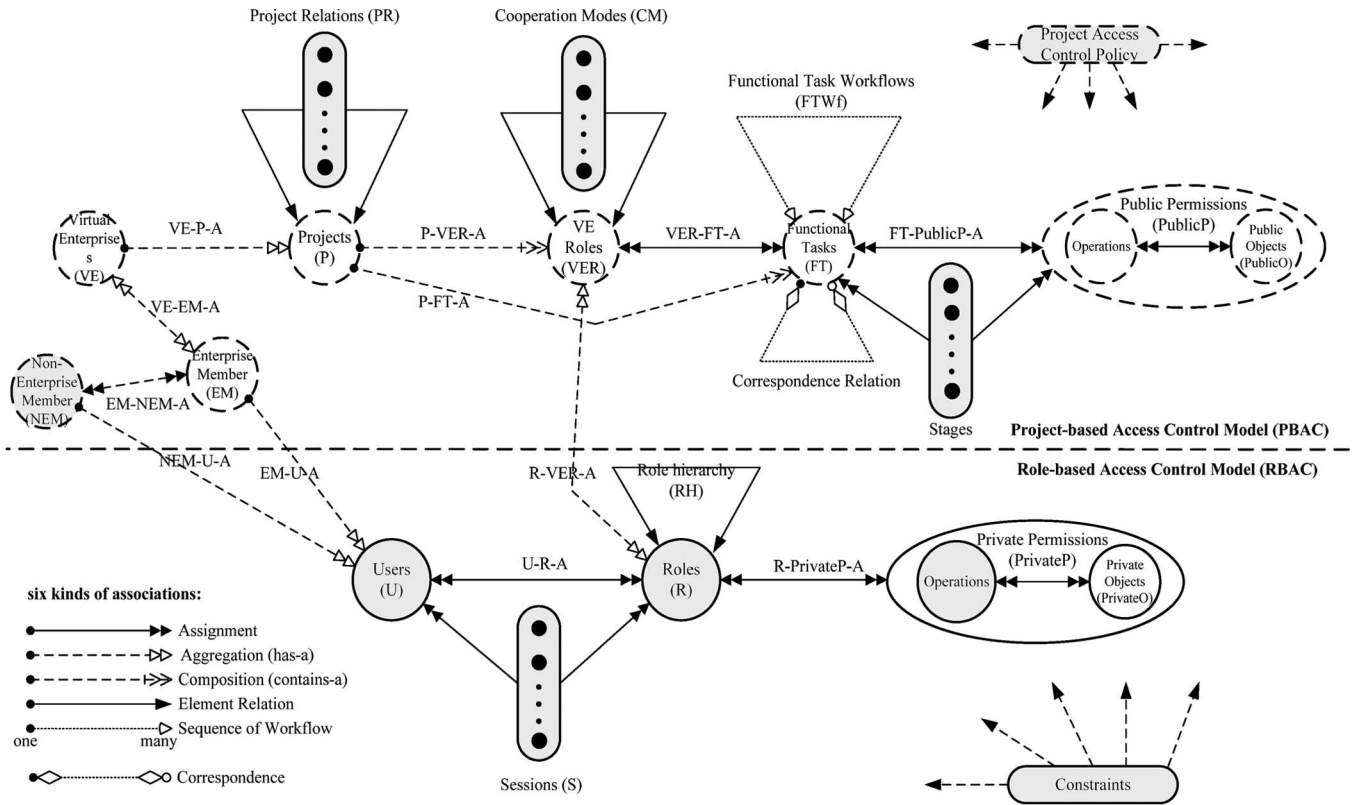 Project Relations (PR)
Cooperation Modes (CM)
Project Access
Control Policy
Functional Task Workflows
(FTWf)
Virtual
Enterprise
s
(VE)
VE-P-A
Projects
(P)
P-VER-A
P-FT-A
VE
Roles
(VER)
VER-FT-A
Functional
Tasks
(FT)
FT-PublicP-A
Public Permissions
(PublicP)
Operations
Public
Objects
(PublicO)
VE-EM-A
Non-
Enterprise
Member
(NEM)
EM-NEM-A
Enterprise
Member
(EM)
Correspondence Relation
Stages
Project-based Access Control Model (PBAC)
Role-based Access Control Model (RBAC)
NEM-U-A
EM-U-A
R-VER-A
Role hierarchy
(RH)
Users
(U)
U-R-A
Roles
(R)
R-PrivateP-A
Private Permissions
(PrivateP)
Operations
Private
Objects
(PrivateO)
six kinds of associations:
Assignment
Aggregation (has-a)
Composition (contains-a)
Element Relation
Sequence of Workflow
one many
Correspondence
Sessions (S)
Constraints